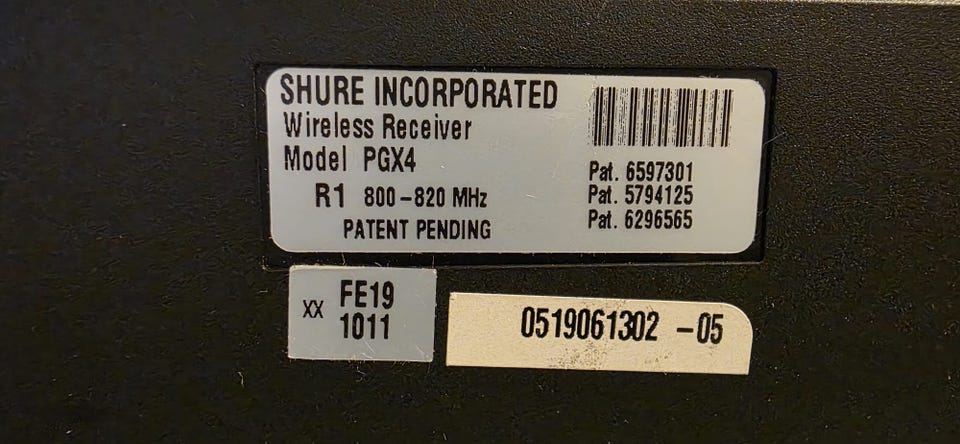 SHURE INCORPORATED
Wireless Receiver
Model PGX4
R1 800-820 MHz
PATENT PENDING
Pat. 6597301
Pat. 5794125
Pat. 6296565
XX FE19
1011
0519061302 -05